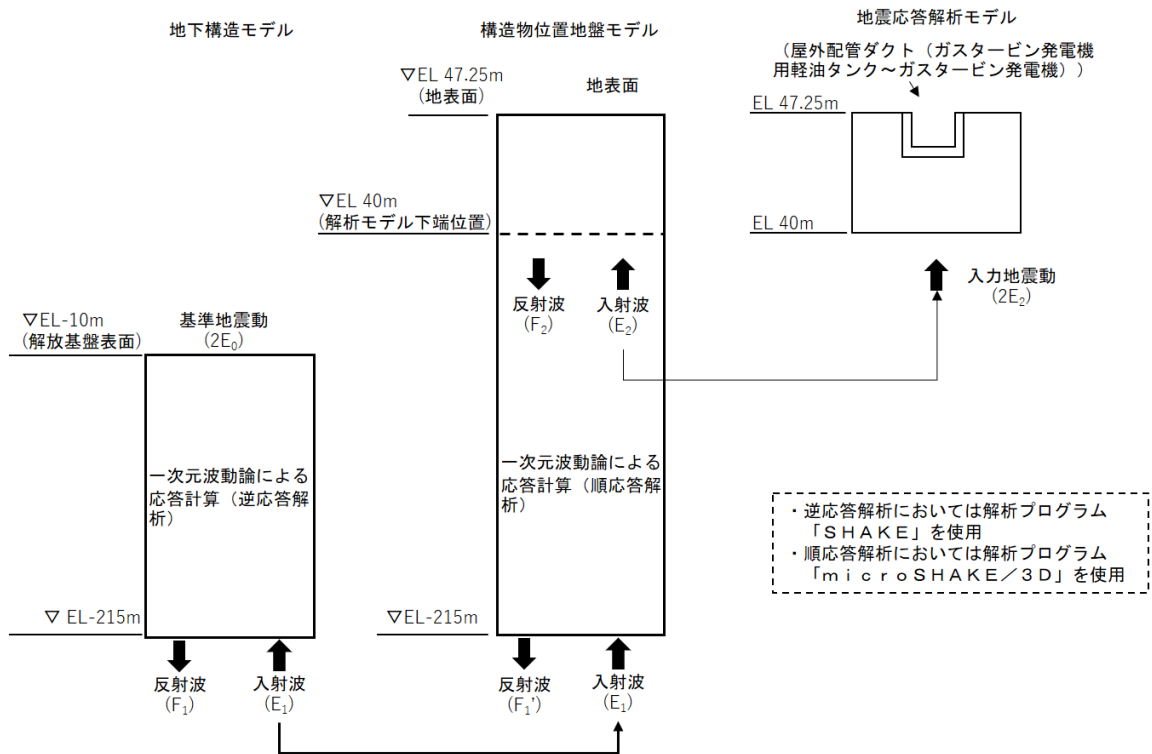 地下構造モデル
▽EL-10m
(解放基盤表面)
基準地震動
(2E₀)
一次元波動論による
応答計算（逆応答解
析）
▽ EL-215m
反射波
(F₁)
入射波
(E₁)
構造物位置地盤モデル
▽EL 47.25m
(地表面)
地表面
▽EL 40m
(解析モデル下端位置)
反射波
(F₂)
入射波
(E₂)
一次元波動論による
応答計算（順応答解
析）
▽EL-215m
反射波
(F₁')
入射波
(E₁)
地震応答解析モデル
（屋外配管ダクト（ガスタービン発電機
用軽油タンク～ガスタービン発電機））
EL 47.25m
EL 40m
入力地震動
(2E₂)
・逆応答解析においては解析プログラム
「ＳＨＡＫＥ」を使用
・順応答解析においては解析プログラム
「ｍｉｃｒｏＳＨＡＫＥ／３Ｄ」を使用